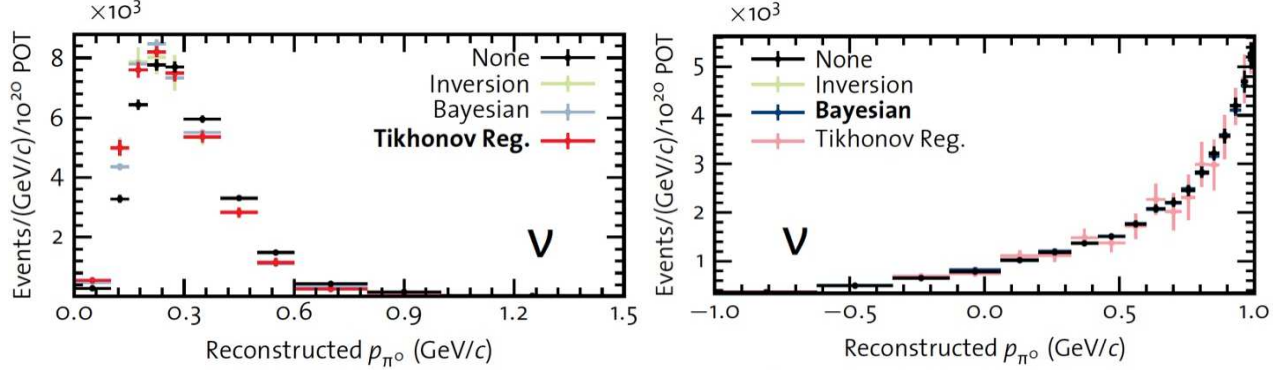 ×10³
Events/(GeV/c)/10²⁰ POT
8
6
4
2
None
Inversion
Bayesian
Tikhonov Reg.
ν
0.0 0.3 0.6 0.9 1.2 1.5
Reconstructed pπ⁰ (GeV/c)
×10³
Events/(GeV/c)/10²⁰ POT
5
4
3
2
1
None
Inversion
Bayesian
Tikhonov Reg.
ν
−1.0 −0.5 0.0 0.5 1.0
Reconstructed pπ⁰ (GeV/c)